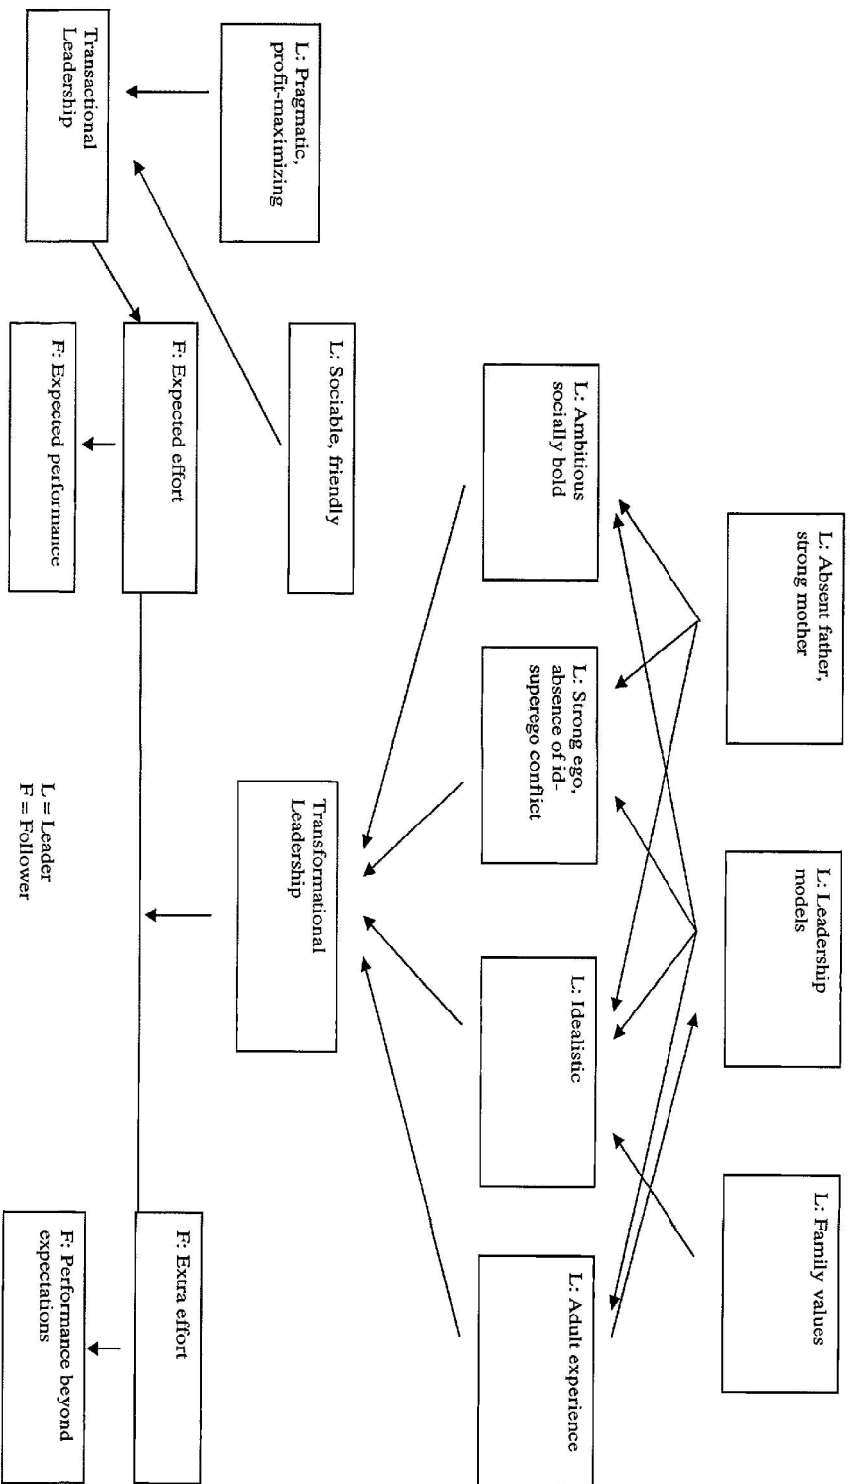 L: Absent father,
strong mother
L: Leadership
models
L: Family values
L: Ambitious
socially bold
L: Strong ego,
absence of id-
superego conflict
L: Idealistic
L: Adult experience
L: Pragmatic,
profit-maximizing
L: Sociable, friendly
Transformational
Leadership
Transactional
Leadership
F: Expected effort
F: Extra effort
F: Expected performance
F: Performance beyond
expectations
L = Leader
F = Follower